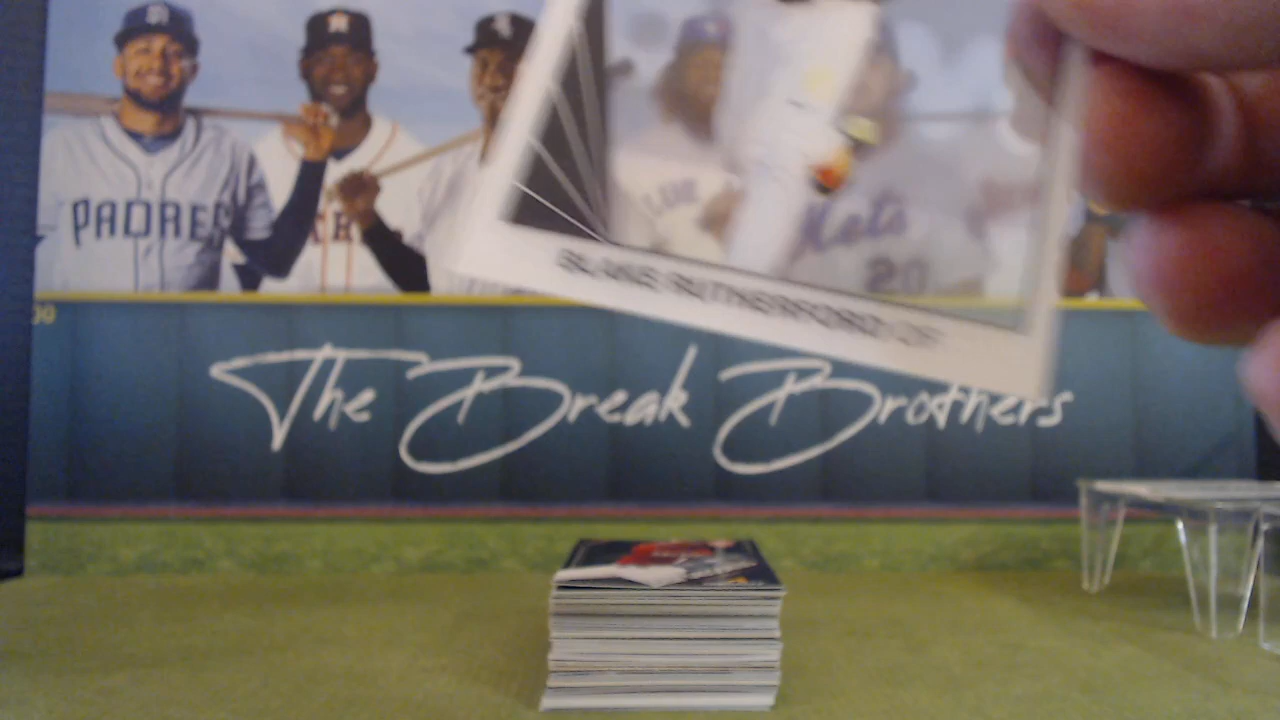 PADRES
Mets
20
BLAKE RUTHERFORD OF
The Break Brothers